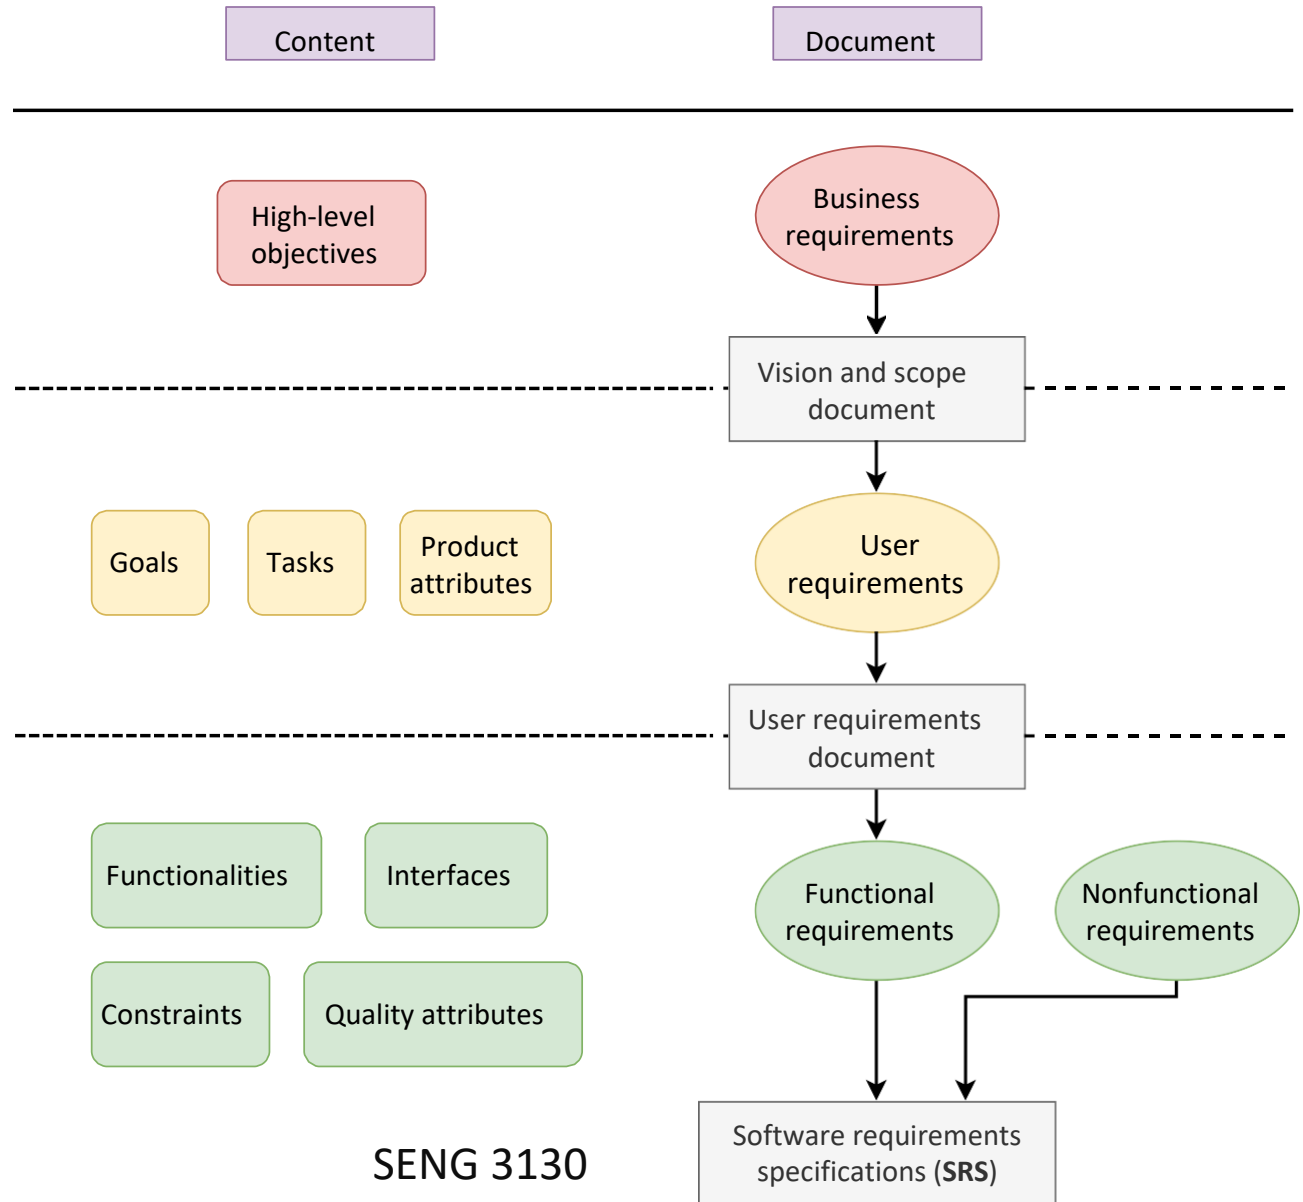 Content
Document
High-level
objectives
Business
requirements
Vision and scope
document
Goals
Tasks
Product
attributes
User
requirements
User requirements
document
Functionalities
Interfaces
Functional
requirements
Nonfunctional
requirements
Constraints
Quality attributes
Software requirements
specifications (SRS)
SENG 3130